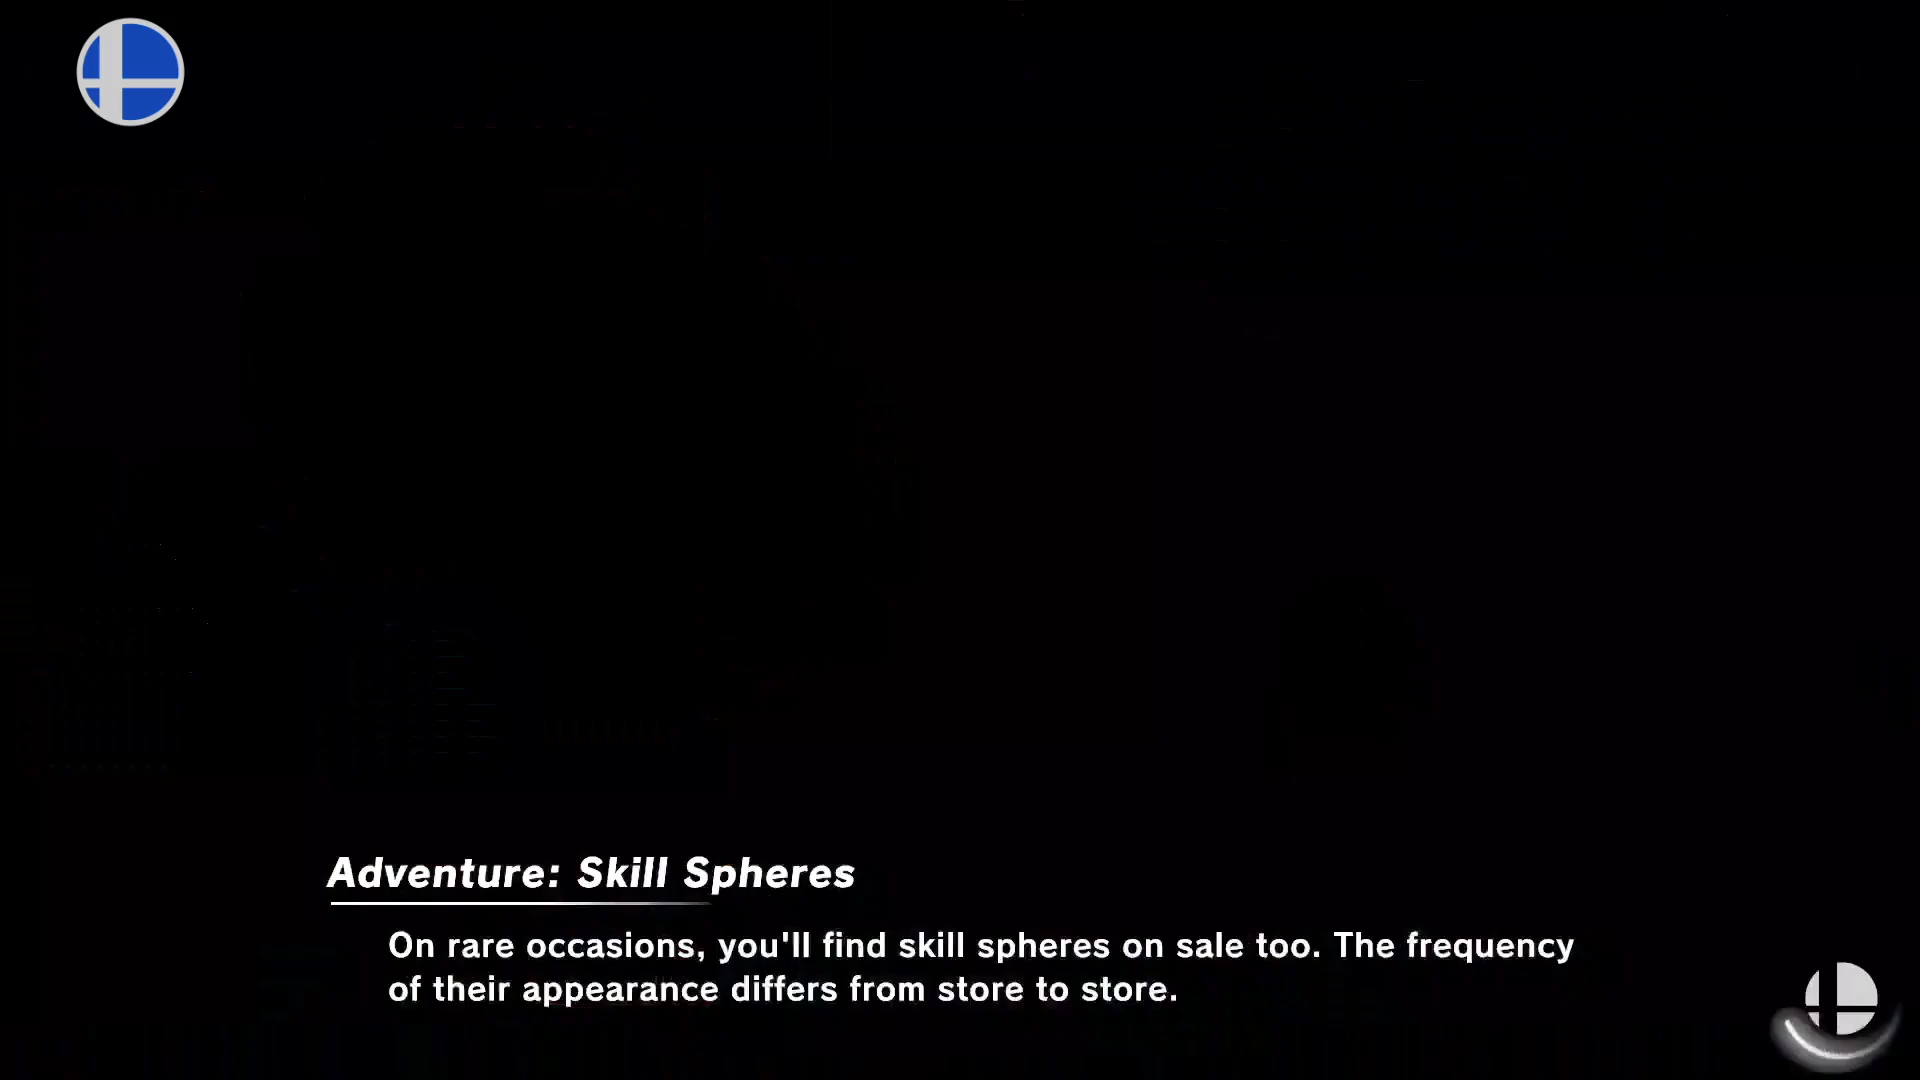 Adventure: Skill Spheres
On rare occasions, you'll find skill spheres on sale too. The frequency
of their appearance differs from store to store.